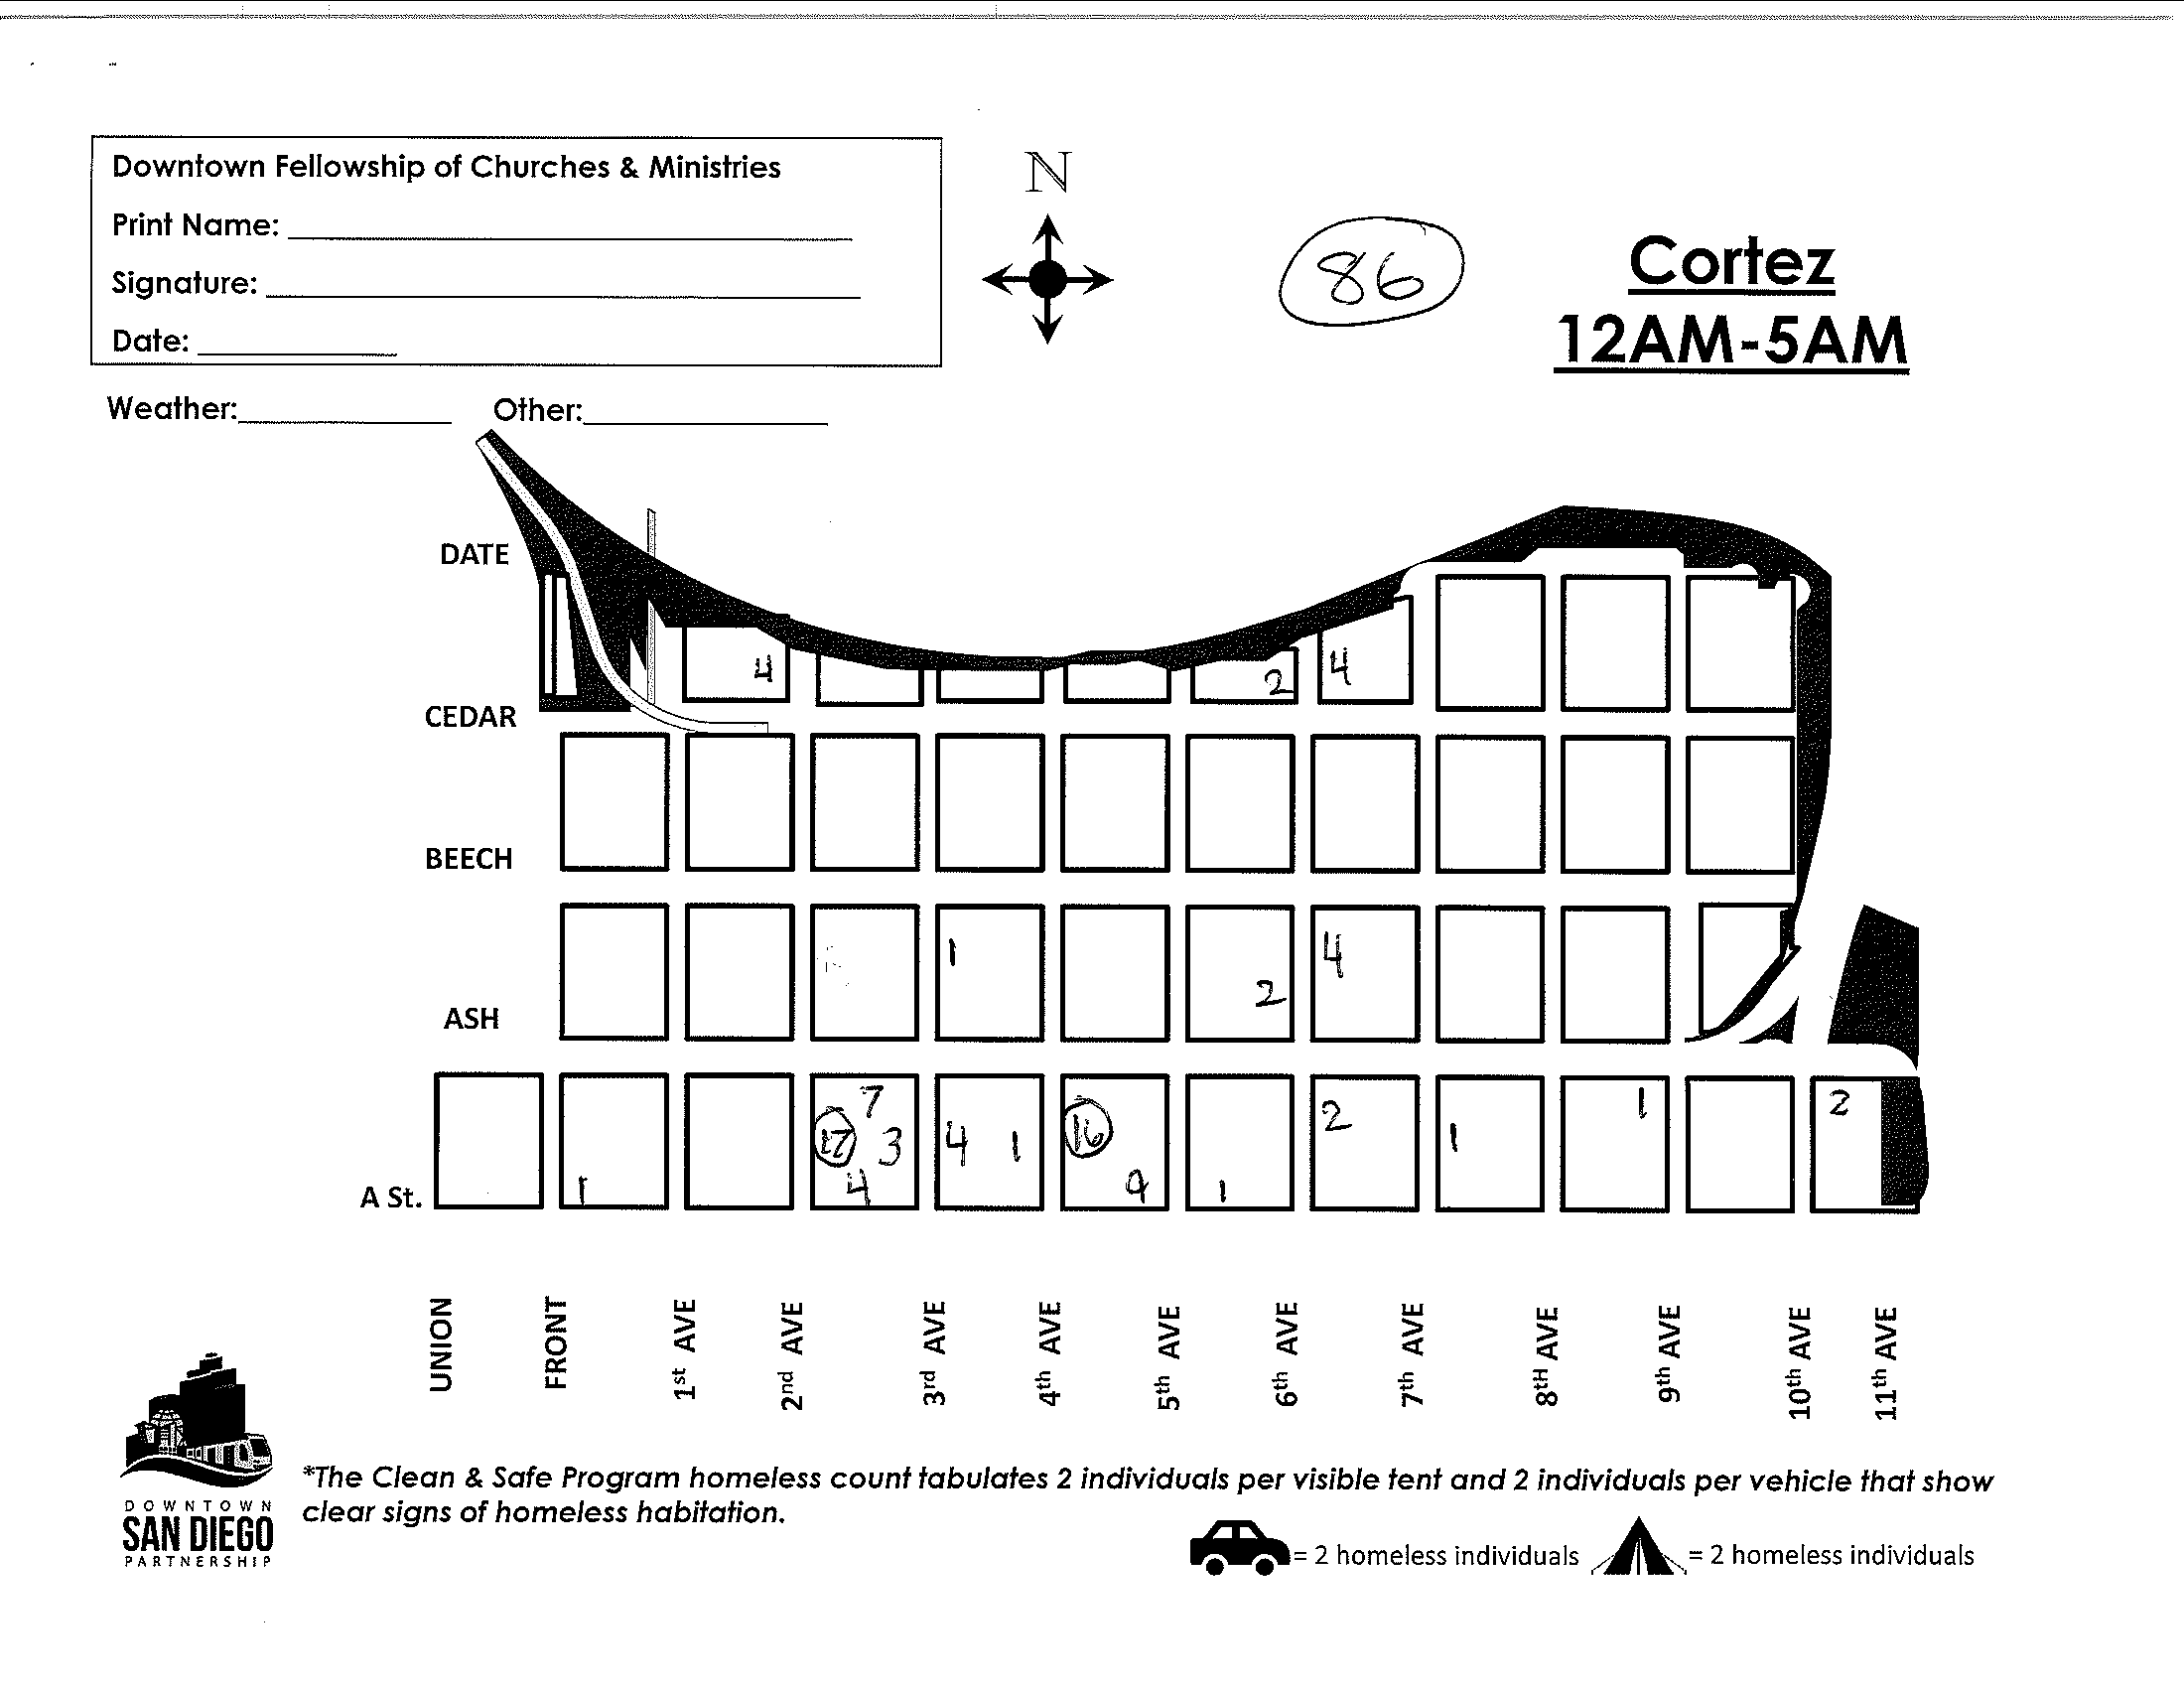 Downtown Fellowship of Churches & Ministries
Print Name:
Signature:
Date:
N
86
Cortez
12AM-5AM
Weather: Other:
DATE
4 2 4
CEDAR
BEECH
1 2 4
ASH
7
17 3 4 1 16 2 1 1 2
4 9 1
1
A St.
UNION FRONT 1st AVE 2nd AVE 3rd AVE 4th AVE 5th AVE 6th AVE 7th AVE 8TH AVE 9th AVE 10th AVE 11th AVE
*The Clean & Safe Program homeless count tabulates 2 individuals per visible tent and 2 individuals per vehicle that show
clear signs of homeless habitation.
DOWNTOWN
SAN DIEGO
PARTNERSHIP
= 2 homeless individuals = 2 homeless individuals